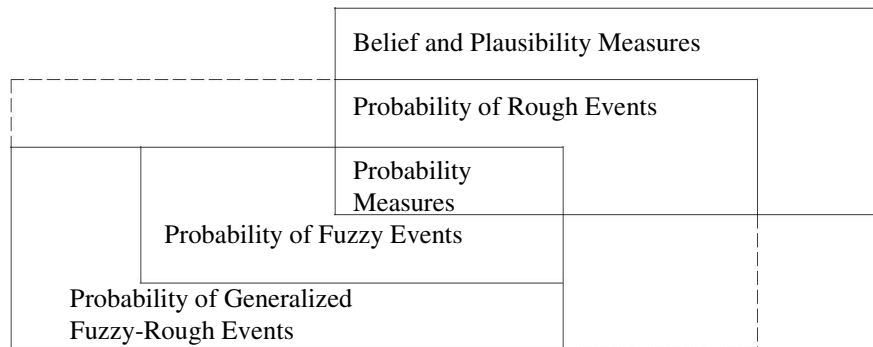 Belief and Plausibility Measures
Probability of Rough Events
Probability
Measures
Probability of Fuzzy Events
Probability of Generalized
Fuzzy-Rough Events